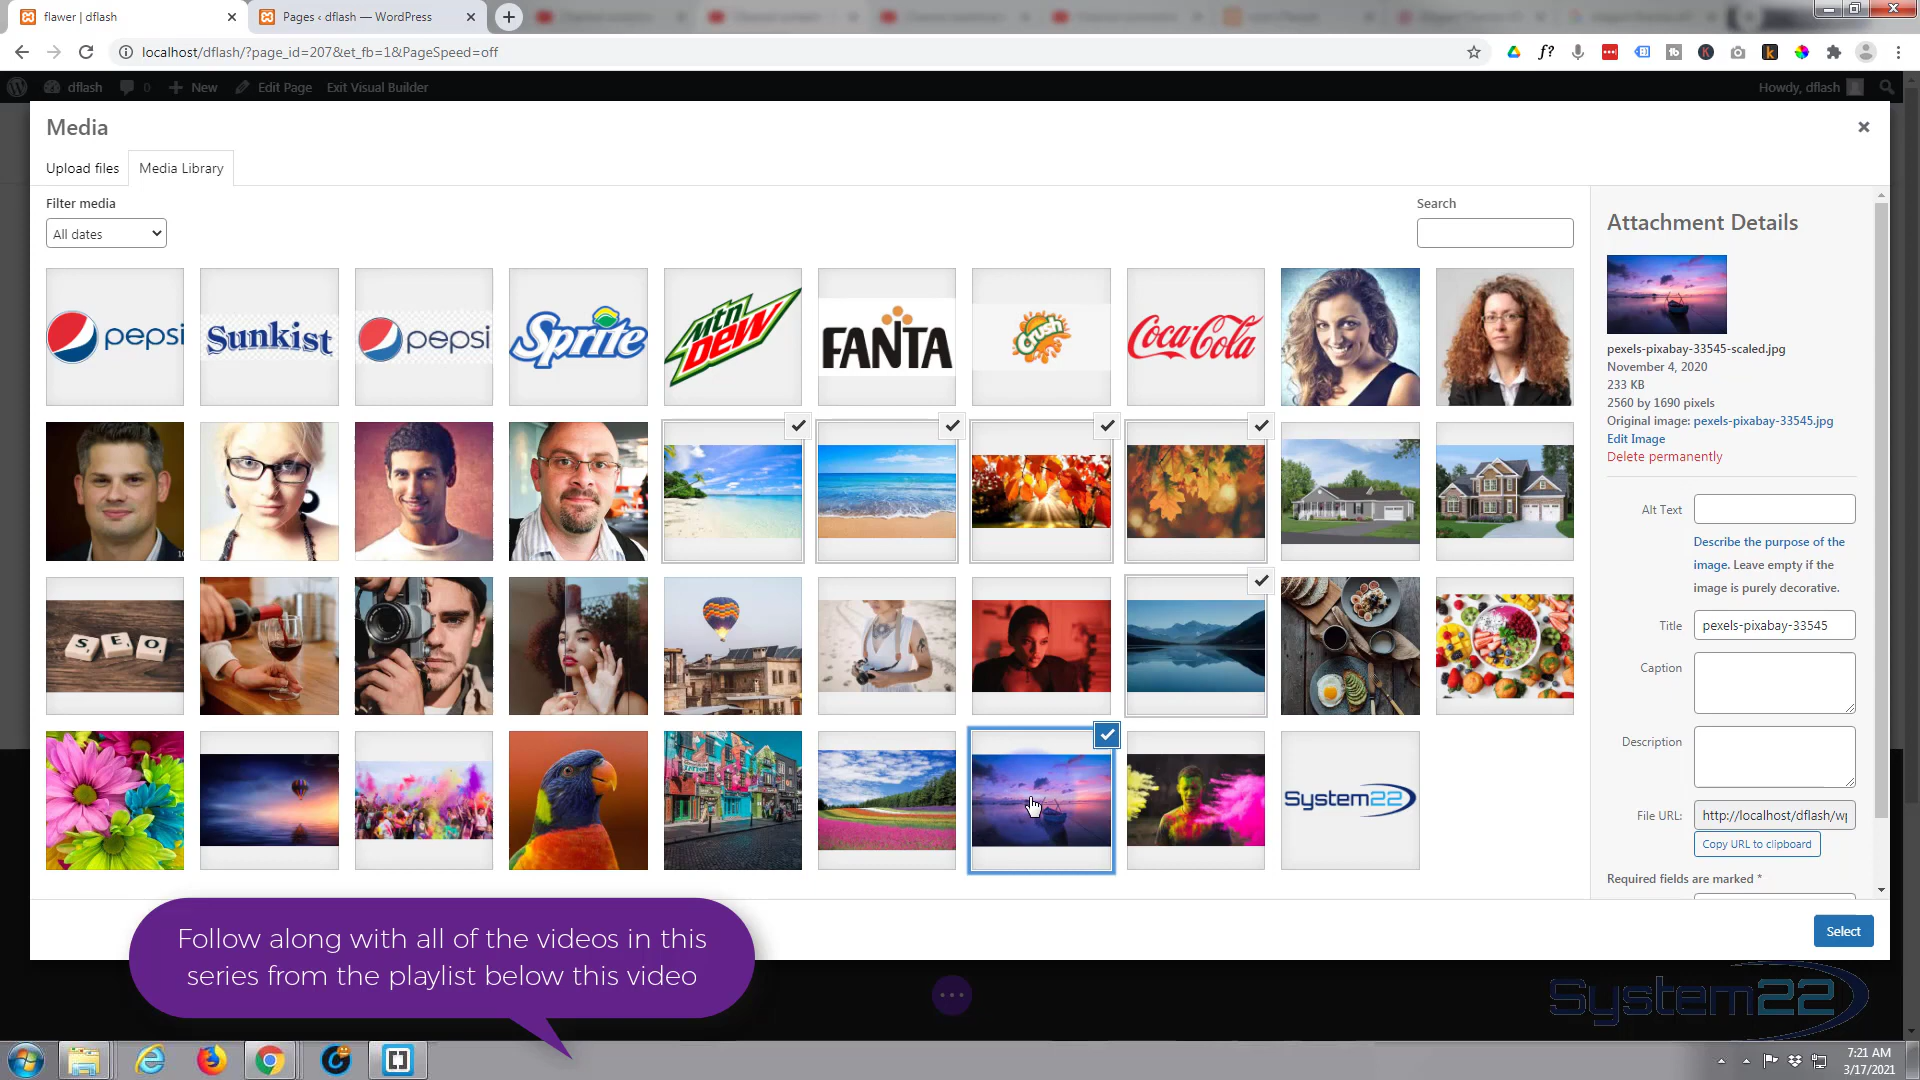 flawer | dflash
Pages ‹ dflash — WordPress
localhost/dflash/?page_id=207&et_fb=1&PageSpeed=off
dflash
0
New
Edit Page
Exit Visual Builder
Howdy, dflash
Media
Upload files
Media Library
Filter media
All dates
Search
pepsi
Sunkist
pepsi
Sprite
Mtn DEW
FANTA
Crush
Coca-Cola
SEO
System22
Attachment Details
pexels-pixabay-33545-scaled.jpg
November 4, 2020
233 KB
2560 by 1690 pixels
Original image: pexels-pixabay-33545.jpg
Edit Image
Delete permanently
Alt Text
Describe the purpose of the
image. Leave empty if the
image is purely decorative.
Title
pexels-pixabay-33545
Caption
Description
File URL:
http://localhost/dflash/wp
Copy URL to clipboard
Required fields are marked *
Select
Follow along with all of the videos in this
series from the playlist below this video
System22
7:21 AM
3/17/2021